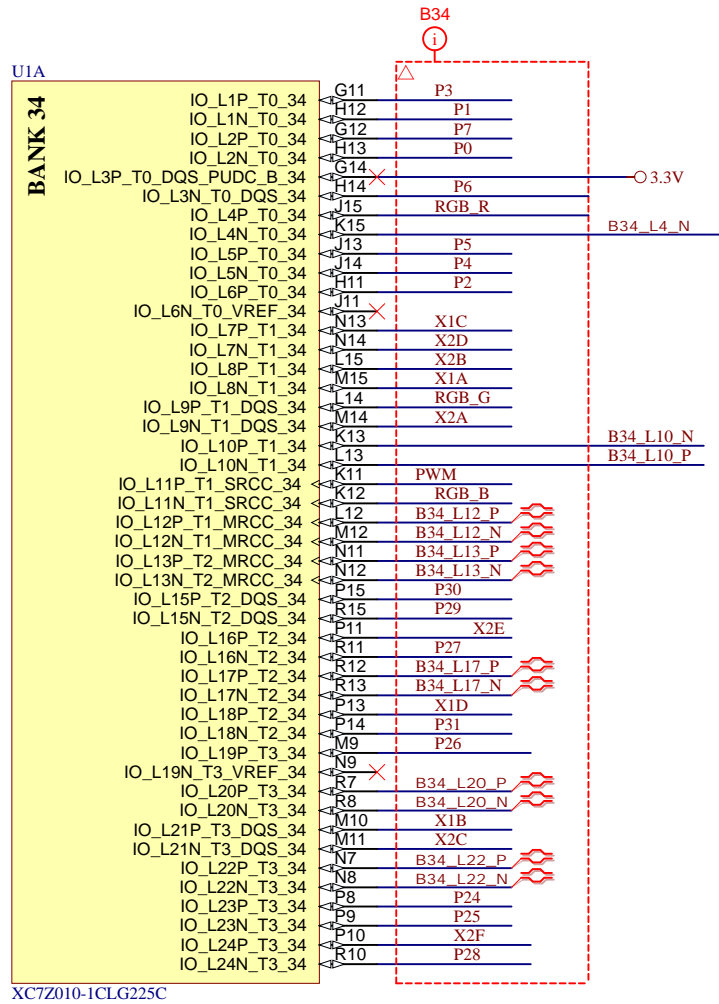 B34
i
U1A
BANK 34
IO_L1P_T0_34 G11 P3
IO_L1N_T0_34 H12 P1
IO_L2P_T0_34 G12 P7
IO_L2N_T0_34 H13 P0
IO_L3P_T0_DQS_PUDC_B_34 G14 3.3V
IO_L3N_T0_DQS_34 H14 P6
IO_L4P_T0_34 J15 RGB_R
IO_L4N_T0_34 K15 B34_L4_N
IO_L5P_T0_34 J13 P5
IO_L5N_T0_34 J14 P4
IO_L6P_T0_34 H11 P2
IO_L6N_T0_VREF_34 J11
IO_L7P_T1_34 N13 X1C
IO_L7N_T1_34 N14 X2D
IO_L8P_T1_34 L15 X2B
IO_L8N_T1_34 M15 X1A
IO_L9P_T1_DQS_34 L14 RGB_G
IO_L9N_T1_DQS_34 M14 X2A
IO_L10P_T1_34 K13 B34_L10_N
IO_L10N_T1_34 L13 B34_L10_P
IO_L11P_T1_SRCC_34 K11 PWM
IO_L11N_T1_SRCC_34 K12 RGB_B
IO_L12P_T1_MRCC_34 L12 B34_L12_P
IO_L12N_T1_MRCC_34 M12 B34_L12_N
IO_L13P_T2_MRCC_34 N11 B34_L13_P
IO_L13N_T2_MRCC_34 N12 B34_L13_N
IO_L15P_T2_DQS_34 P15 P30
IO_L15N_T2_DQS_34 R15 P29
IO_L16P_T2_34 P11 X2E
IO_L16N_T2_34 R11 P27
IO_L17P_T2_34 R12 B34_L17_P
IO_L17N_T2_34 R13 B34_L17_N
IO_L18P_T2_34 P13 X1D
IO_L18N_T2_34 P14 P31
IO_L19P_T3_34 M9 P26
IO_L19N_T3_VREF_34 N9
IO_L20P_T3_34 R7 B34_L20_P
IO_L20N_T3_34 R8 B34_L20_N
IO_L21P_T3_DQS_34 M10 X1B
IO_L21N_T3_DQS_34 M11 X2C
IO_L22P_T3_34 N7 B34_L22_P
IO_L22N_T3_34 N8 B34_L22_N
IO_L23P_T3_34 P8 P24
IO_L23N_T3_34 P9 P25
IO_L24P_T3_34 P10 X2F
IO_L24N_T3_34 R10 P28
XC7Z010-1CLG225C